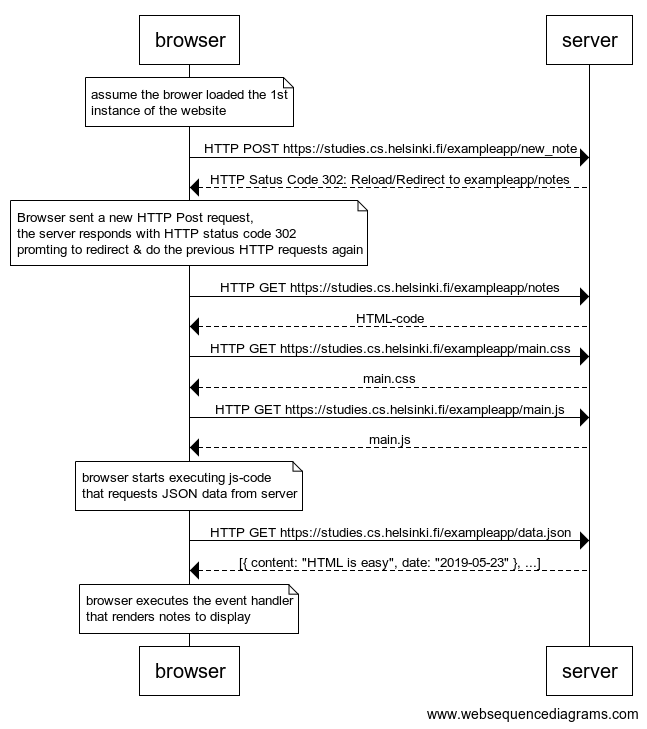 browser server
assume the brower loaded the 1st
instance of the website
HTTP POST https://studies.cs.helsinki.fi/exampleapp/new_note
HTTP Satus Code 302: Reload/Redirect to exampleapp/notes
Browser sent a new HTTP Post request,
the server responds with HTTP status code 302
promting to redirect & do the previous HTTP requests again
HTTP GET https://studies.cs.helsinki.fi/exampleapp/notes
HTML-code
HTTP GET https://studies.cs.helsinki.fi/exampleapp/main.css
main.css
HTTP GET https://studies.cs.helsinki.fi/exampleapp/main.js
main.js
browser starts executing js-code
that requests JSON data from server
HTTP GET https://studies.cs.helsinki.fi/exampleapp/data.json
[{ content: "HTML is easy", date: "2019-05-23" }, ...]
browser executes the event handler
that renders notes to display
browser server
www.websequencediagrams.com